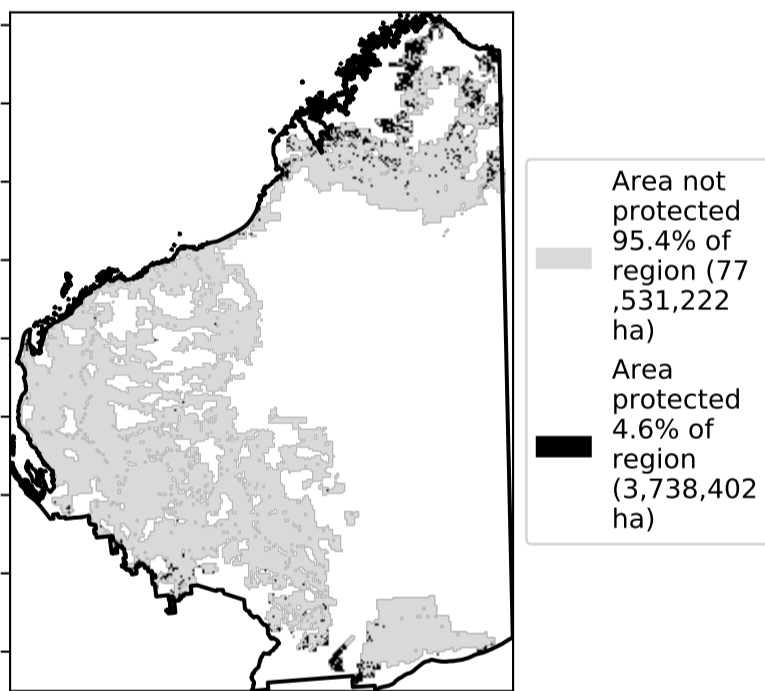 Area not
protected
95.4% of
region (77
,531,222
ha)
Area
protected
4.6% of
region
(3,738,402
ha)